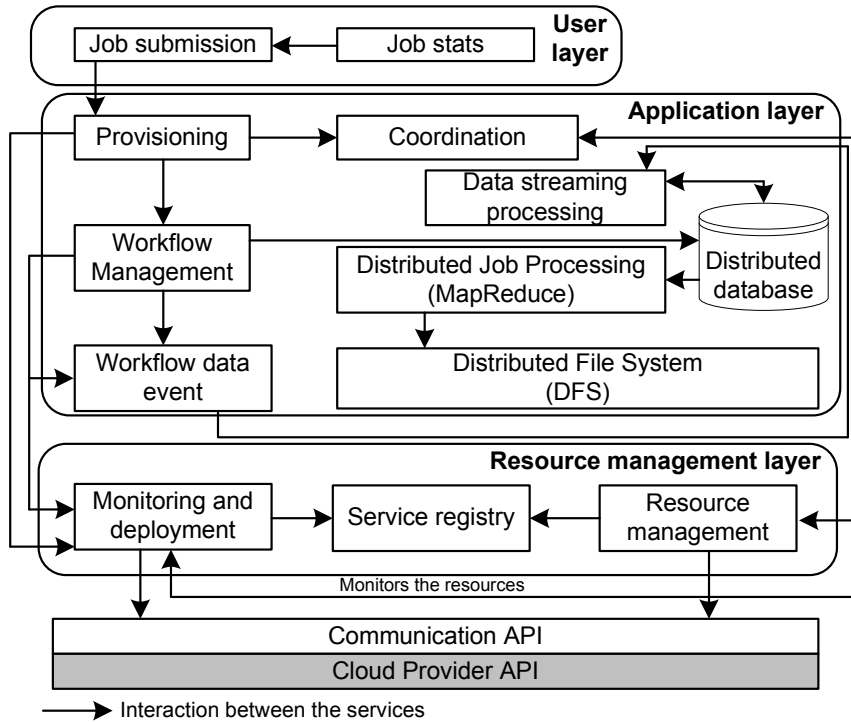 User
layer
Job submission
Job stats
Application layer
Provisioning
Coordination
Data streaming
processing
Workflow
Management
Distributed Job Processing
(MapReduce)
Distributed
database
Workflow data
event
Distributed File System
(DFS)
Resource management layer
Monitoring and
deployment
Service registry
Resource
management
Monitors the resources
Communication API
Cloud Provider API
Interaction between the services